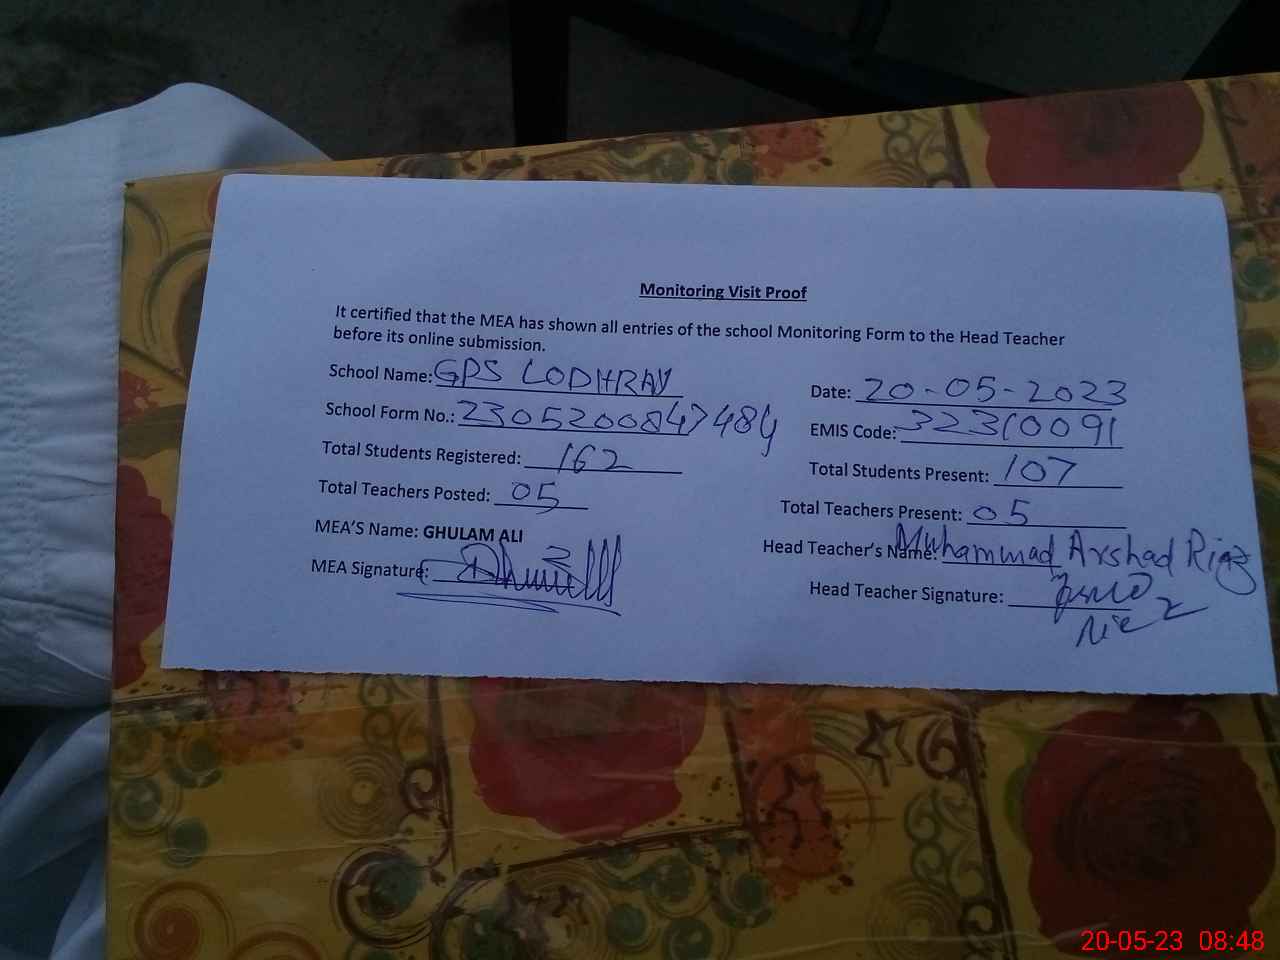 Monitoring Visit Proof
It certified that the MEA has shown all entries of the school Monitoring Form to the Head Teacher
before its online submission.
School Name: GPS LODHRAN
Date: 20-05-2023
School Form No.: 2305200847484
EMIS Code: 32310091
Total Students Registered: 162
Total Students Present: 107
Total Teachers Posted: 05
Total Teachers Present: 05
MEA'S Name: GHULAM ALI
Head Teacher's Name: Muhammad Arshad Riaz
MEA Signature:
Head Teacher Signature:
20-05-23 08:48